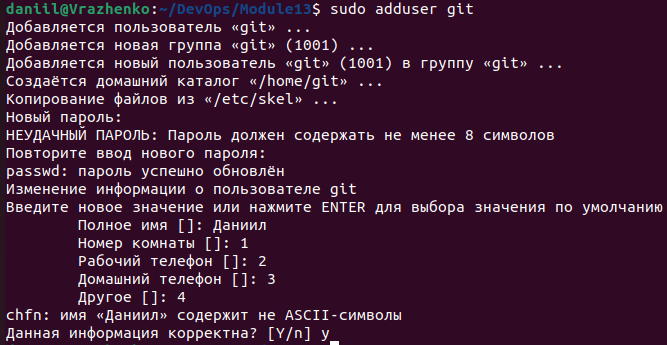 daniil@Vrazhenko:~/DevOps/Module13$ sudo adduser git
Добавляется пользователь «git» ...
Добавляется новая группа «git» (1001) ...
Добавляется новый пользователь «git» (1001) в группу «git» ...
Создаётся домашний каталог «/home/git» ...
Копирование файлов из «/etc/skel» ...
Новый пароль:
НЕУДАЧНЫЙ ПАРОЛЬ: Пароль должен содержать не менее 8 символов
Повторите ввод нового пароля:
passwd: пароль успешно обновлён
Изменение информации о пользователе git
Введите новое значение или нажмите ENTER для выбора значения по умолчанию
Полное имя []: Даниил
Номер комнаты []: 1
Рабочий телефон []: 2
Домашний телефон []: 3
Другое []: 4
chfn: имя «Даниил» содержит не ASCII-символы
Данная информация корректна? [Y/n] y